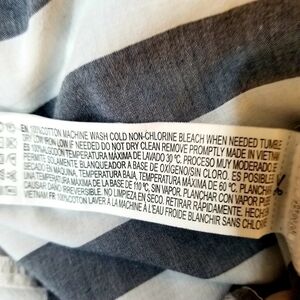 EN 100%COTTON MACHINE WASH COLD NON-CHLORINE BLEACH WHEN NEEDED TUMBLE
DRY LOW IRON LOW IF NEEDED DO NOT DRY CLEAN REMOVE PROMPTLY MADE IN VIETNAM
ES 100%ALGODÓN TEMPERATURA MÁXIMA DE LAVADO 30 °C. PROCESO MUY MODERADO.
PERMITE SOLAMENTE BLANQUEADOR A BASE DE OXÍGENO/SIN CLORO. ES POSIBLE
TEMPERATURA BAJA, TEMPERATURA MÁXIMA DE 60 °C. PLANCHAR
DE LA BASE DE 110 °C, SIN VAPOR, PLANCHAR CON VAPOR PUEDE
CAUSAR DAÑO IRREVERSIBLE. NO LIMPIEZA EN SECO. RETIRAR RÁPIDAMENTE. HECHO EN
VIETNAM FR 100%COTON LAVER À LA MACHINE À L'EAU FROIDE BLANCHIR SANS CHLORE